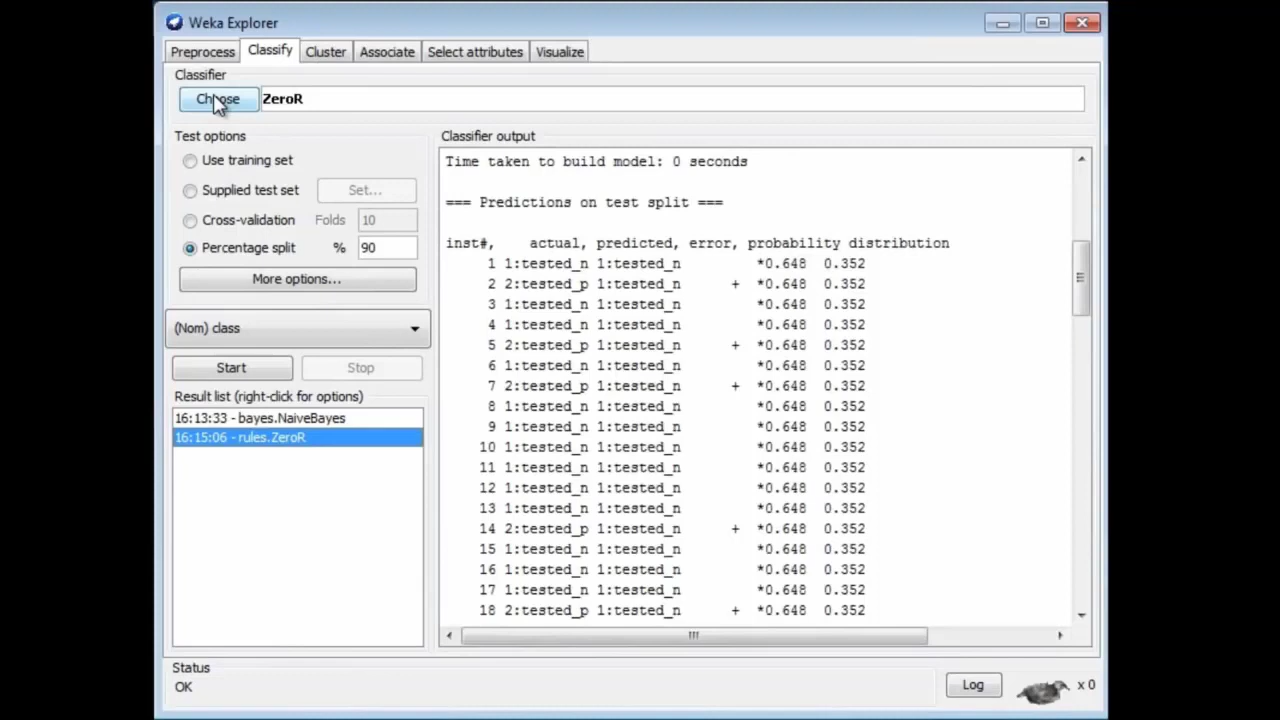 Weka Explorer
Preprocess Classify Cluster Associate Select attributes Visualize
Classifier
Choose ZeroR
Test options
Use training set
Supplied test set Set...
Cross-validation Folds 10
Percentage split % 90
More options...
(Nom) class
Start Stop
Result list (right-click for options)
16:13:33 - bayes.NaiveBayes
16:15:06 - rules.ZeroR
Classifier output
Time taken to build model: 0 seconds
=== Predictions on test split ===
inst#, actual, predicted, error, probability distribution
1 1:tested_n 1:tested_n *0.648 0.352
2 2:tested_p 1:tested_n + *0.648 0.352
3 1:tested_n 1:tested_n *0.648 0.352
4 1:tested_n 1:tested_n *0.648 0.352
5 2:tested_p 1:tested_n + *0.648 0.352
6 1:tested_n 1:tested_n *0.648 0.352
7 2:tested_p 1:tested_n + *0.648 0.352
8 1:tested_n 1:tested_n *0.648 0.352
9 1:tested_n 1:tested_n *0.648 0.352
10 1:tested_n 1:tested_n *0.648 0.352
11 1:tested_n 1:tested_n *0.648 0.352
12 1:tested_n 1:tested_n *0.648 0.352
13 1:tested_n 1:tested_n *0.648 0.352
14 2:tested_p 1:tested_n + *0.648 0.352
15 1:tested_n 1:tested_n *0.648 0.352
16 1:tested_n 1:tested_n *0.648 0.352
17 1:tested_n 1:tested_n *0.648 0.352
18 2:tested_p 1:tested_n + *0.648 0.352
Status
OK
Log x 0